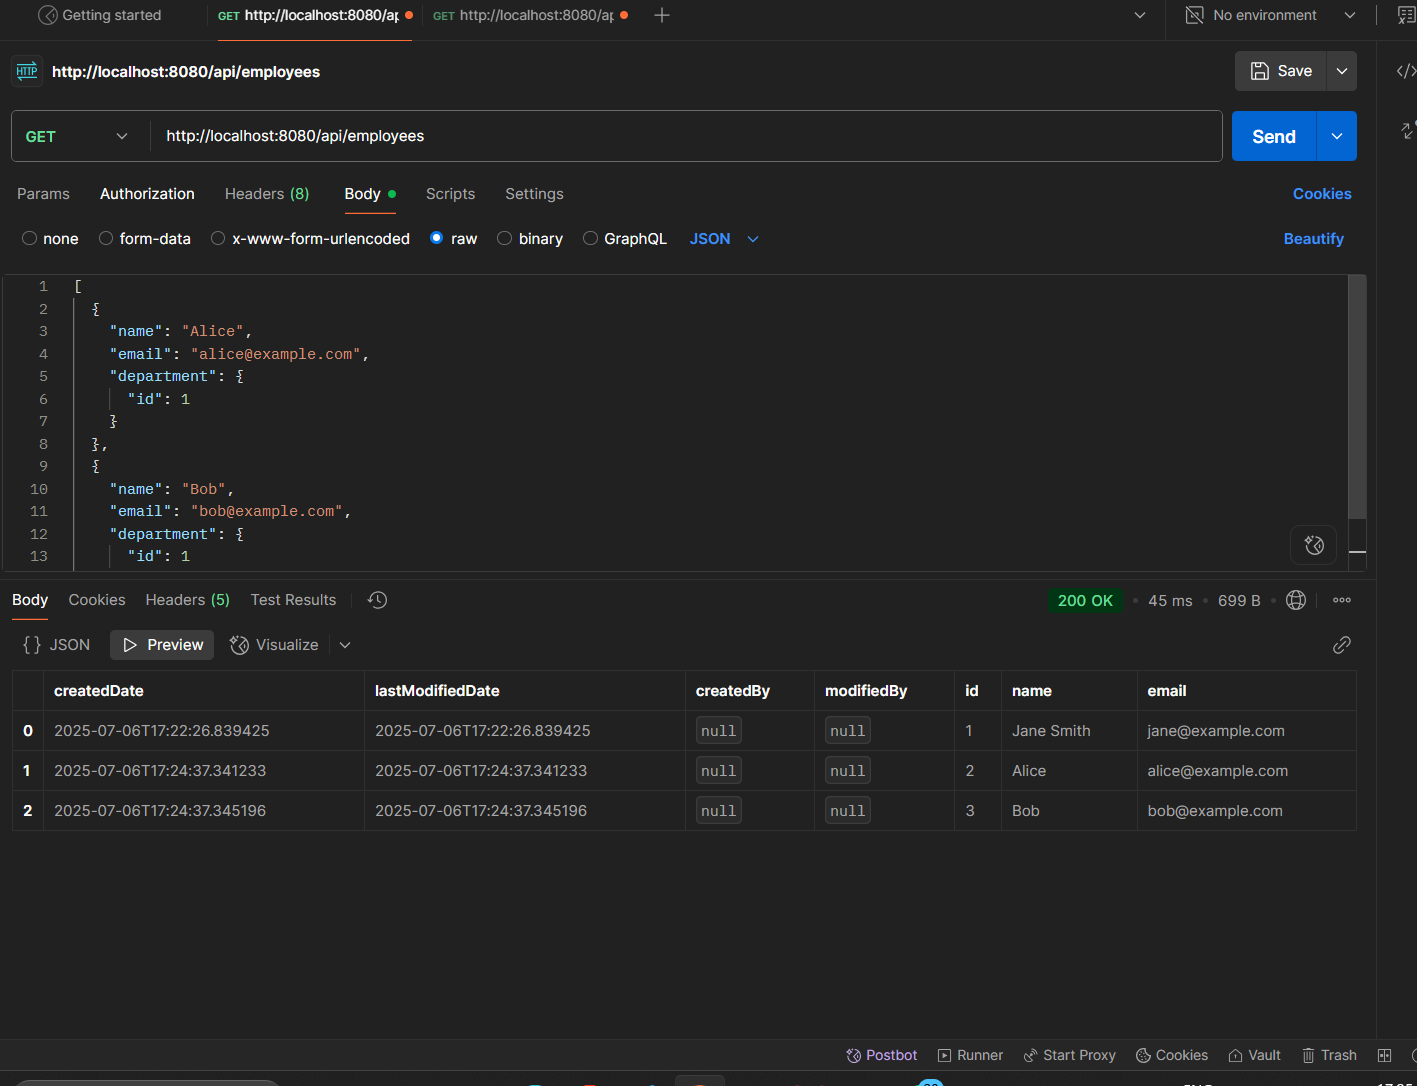 Getting started GET http://localhost:8080/ap GET http://localhost:8080/ap No environment
HTTP http://localhost:8080/api/employees Save
GET http://localhost:8080/api/employees Send
Params Authorization Headers (8) Body Scripts Settings Cookies
none form-data x-www-form-urlencoded raw binary GraphQL JSON Beautify
1 [
2 {
3 "name": "Alice",
4 "email": "alice@example.com",
5 "department": {
6 "id": 1
7 }
8 },
9 {
10 "name": "Bob",
11 "email": "bob@example.com",
12 "department": {
13 "id": 1
Body Cookies Headers (5) Test Results 200 OK 45 ms 699 B
{} JSON Preview Visualize
createdDate lastModifiedDate createdBy modifiedBy id name email
0 2025-07-06T17:22:26.839425 2025-07-06T17:22:26.839425 null null 1 Jane Smith jane@example.com
1 2025-07-06T17:24:37.341233 2025-07-06T17:24:37.341233 null null 2 Alice alice@example.com
2 2025-07-06T17:24:37.345196 2025-07-06T17:24:37.345196 null null 3 Bob bob@example.com
Postbot Runner Start Proxy Cookies Vault Trash